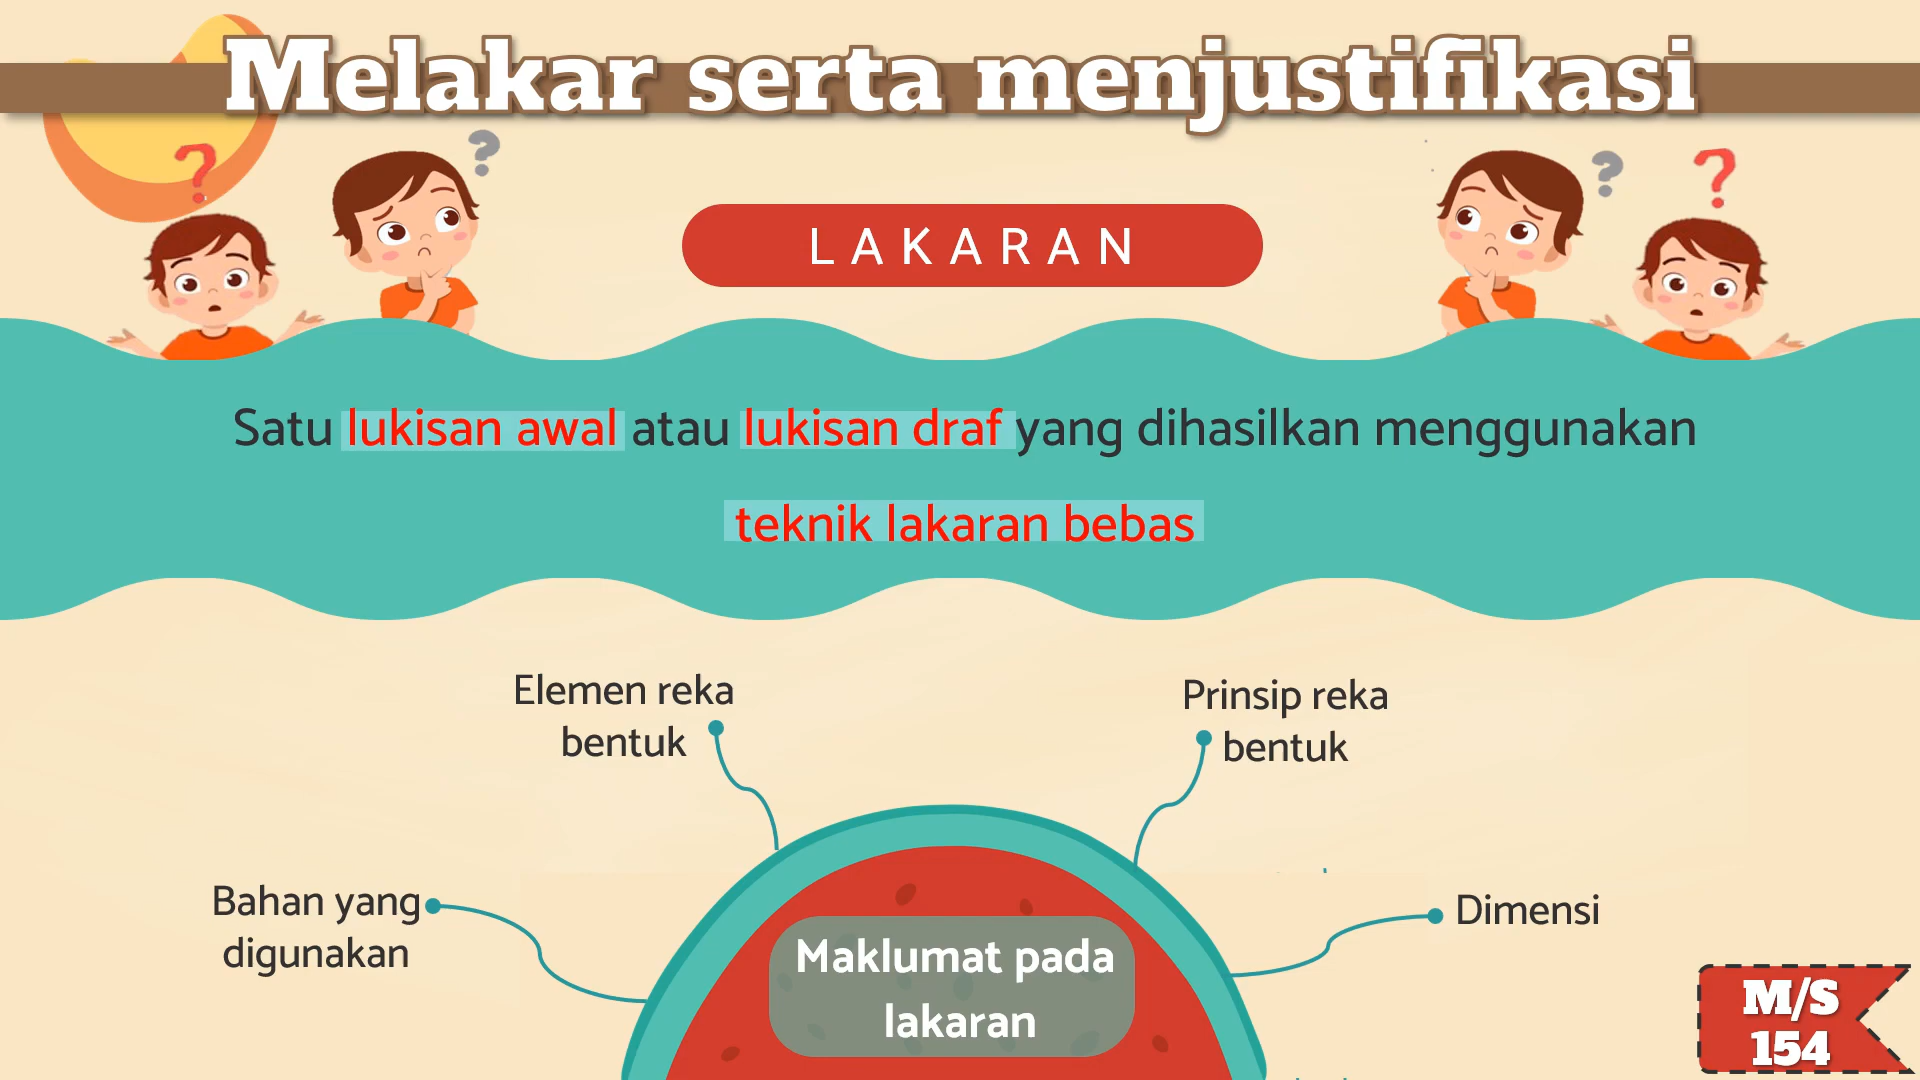 Melakar serta menjustifikasi
LAKARAN
Satu lukisan awal atau lukisan draf yang dihasilkan menggunakan
teknik lakaran bebas
Elemen reka
bentuk
Prinsip reka
bentuk
Bahan yang
digunakan
Dimensi
Maklumat pada
lakaran
M/S
154